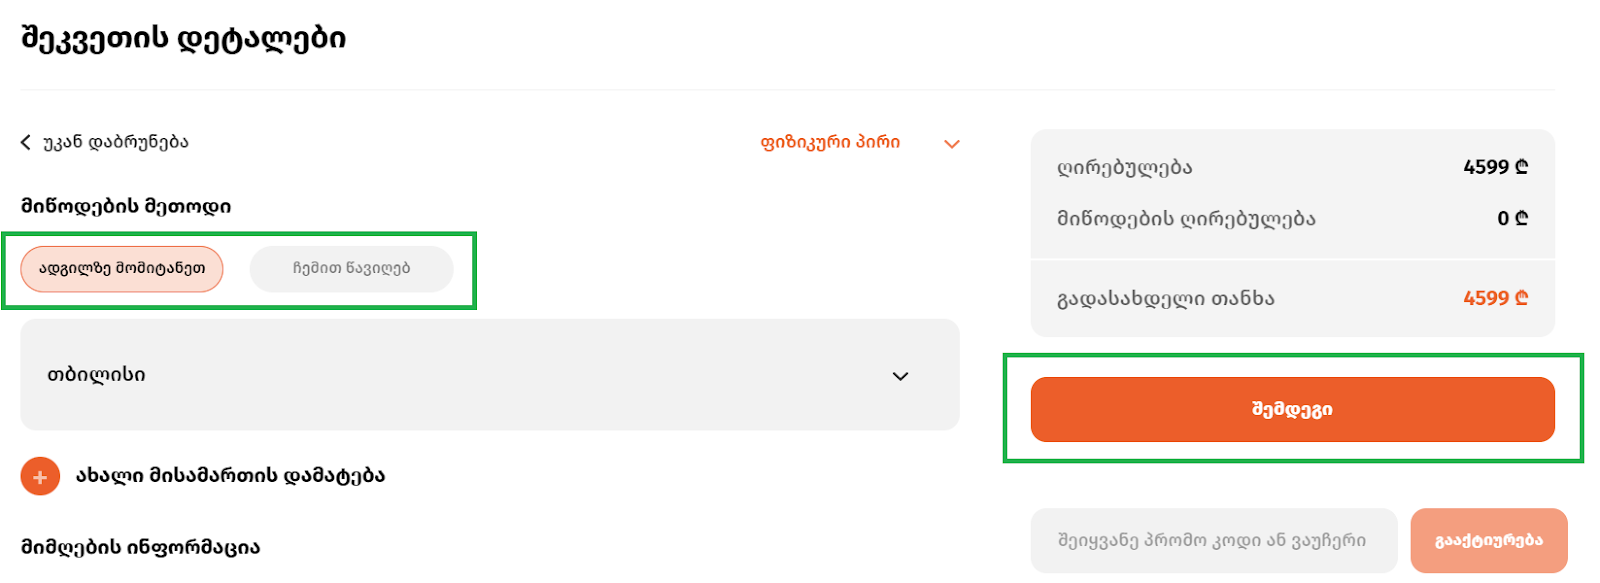 შეკვეთის დეტალები
უკან დაბრუნება
ფიზიკური პირი
მიწოდების მეთოდი
ადგილზე მომიტანეთ
ჩემით წავიღებ
თბილისი
ახალი მისამართის დამატება
მიმღების ინფორმაცია
ღირებულება 4599 ₾
მიწოდების ღირებულება 0 ₾
გადასახდელი თანხა 4599 ₾
შემდეგი
შეიყვანე პრომო კოდი ან ვაუჩერი
გააქტიურება